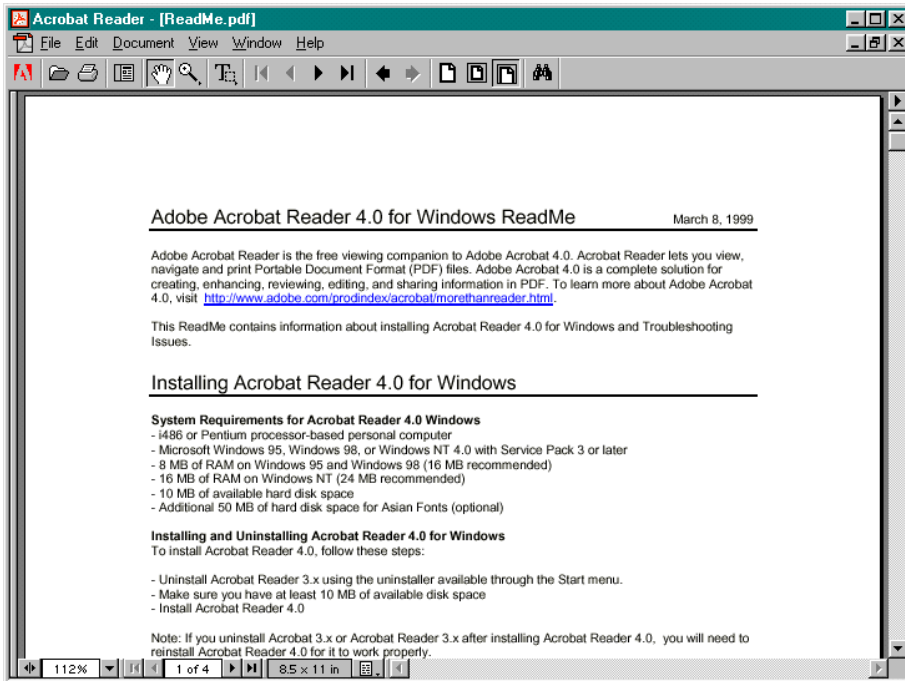 Acrobat Reader - [ReadMe.pdf]
File Edit Document View Window Help
Adobe Acrobat Reader 4.0 for Windows ReadMe March 8, 1999
Adobe Acrobat Reader is the free viewing companion to Adobe Acrobat 4.0. Acrobat Reader lets you view,
navigate and print Portable Document Format (PDF) files. Adobe Acrobat 4.0 is a complete solution for
creating, enhancing, reviewing, editing, and sharing information in PDF. To learn more about Adobe Acrobat
4.0, visit http://www.adobe.com/prodindex/acrobat/morethanreader.html.
This ReadMe contains information about installing Acrobat Reader 4.0 for Windows and Troubleshooting
Issues.
Installing Acrobat Reader 4.0 for Windows
System Requirements for Acrobat Reader 4.0 Windows
- i486 or Pentium processor-based personal computer
- Microsoft Windows 95, Windows 98, or Windows NT 4.0 with Service Pack 3 or later
- 8 MB of RAM on Windows 95 and Windows 98 (16 MB recommended)
- 16 MB of RAM on Windows NT (24 MB recommended)
- 10 MB of available hard disk space
- Additional 50 MB of hard disk space for Asian Fonts (optional)
Installing and Uninstalling Acrobat Reader 4.0 for Windows
To install Acrobat Reader 4.0, follow these steps:
- Uninstall Acrobat Reader 3.x using the uninstaller available through the Start menu.
- Make sure you have at least 10 MB of available disk space
- Install Acrobat Reader 4.0
Note: If you uninstall Acrobat 3.x or Acrobat Reader 3.x after installing Acrobat Reader 4.0, you will need to
reinstall Acrobat Reader 4.0 for it to work properly.
112% 1 of 4 8.5 x 11 in